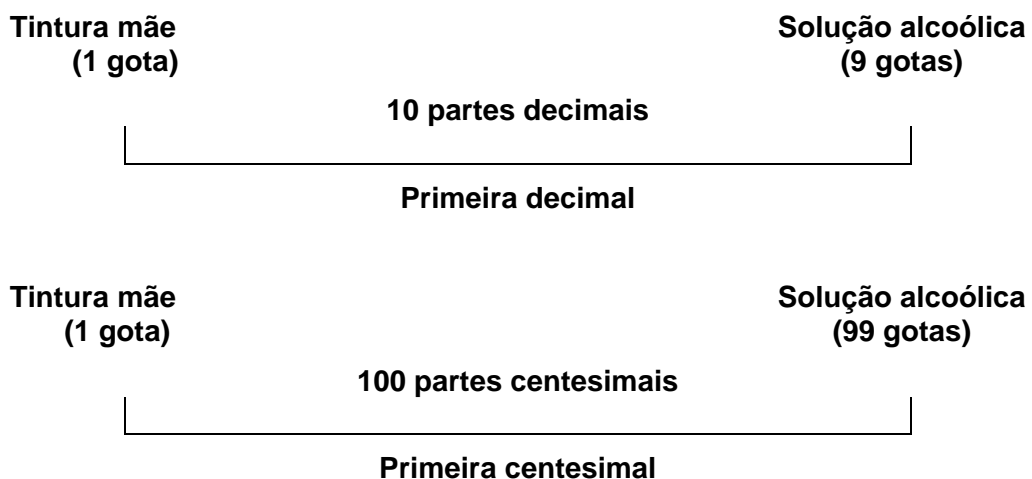 Tintura mãe Solução alcoólica
(1 gota) (9 gotas)
10 partes decimais
Primeira decimal
Tintura mãe Solução alcoólica
(1 gota) (99 gotas)
100 partes centesimais
Primeira centesimal